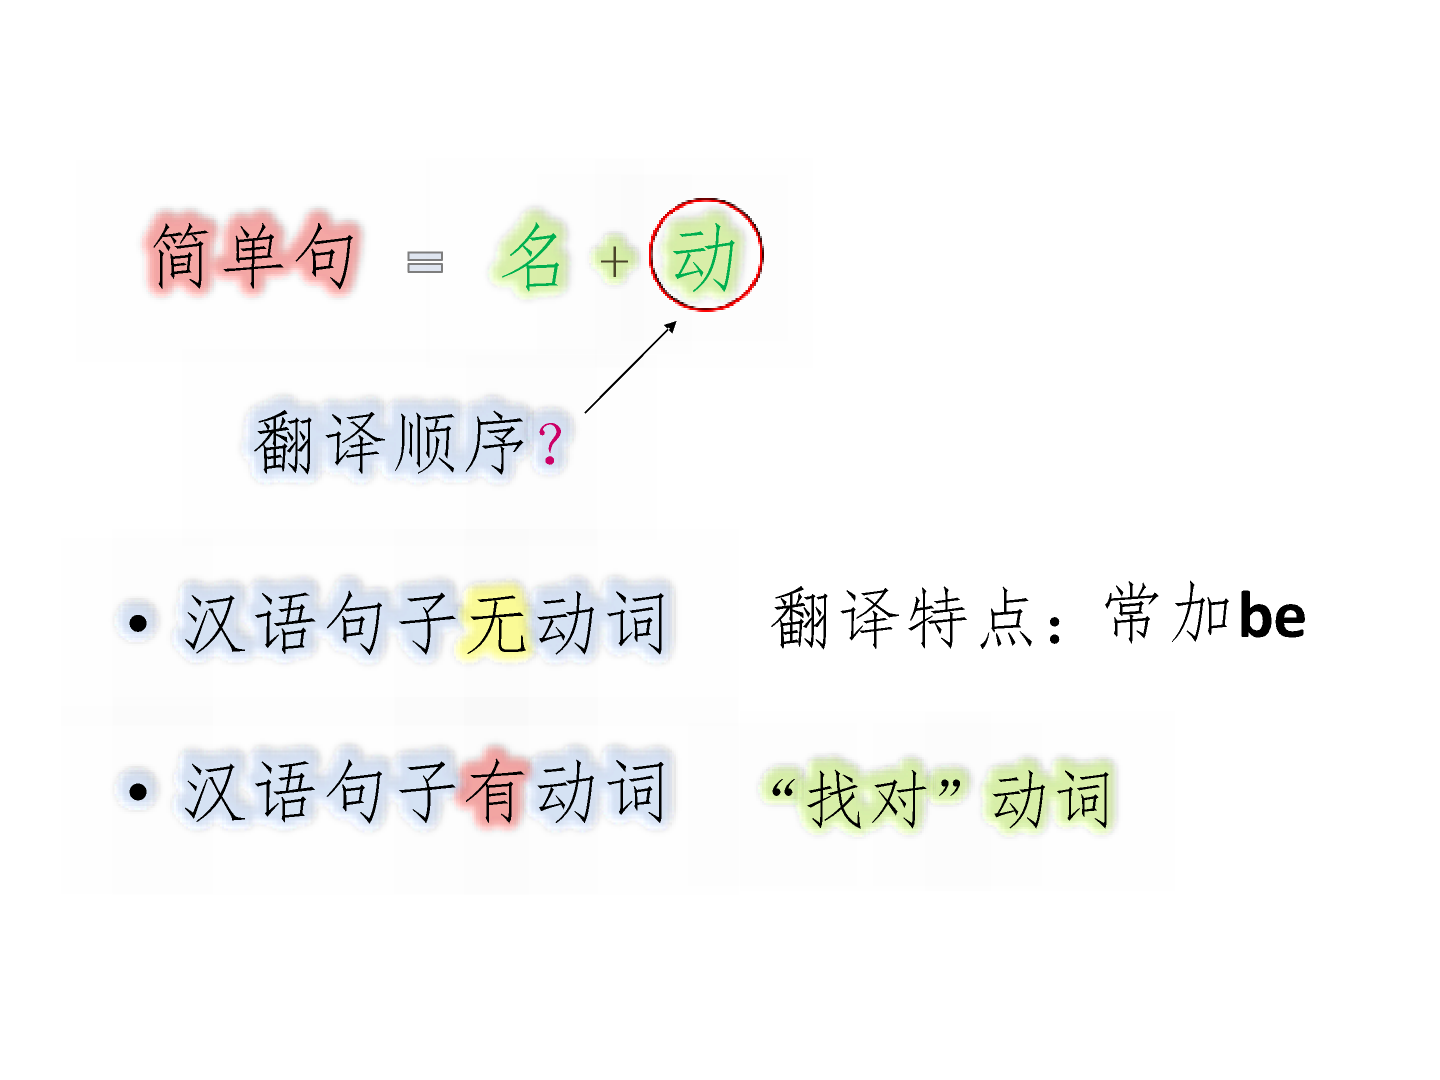 简单句 = 名 + 动
翻译顺序？
• 汉语句子无动词 翻译特点：常加be
• 汉语句子有动词 “找对”动词